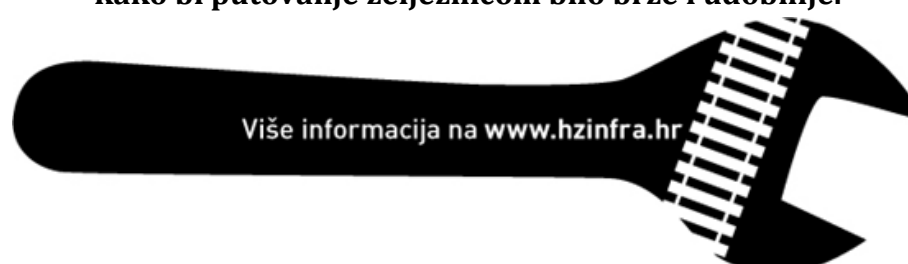 kako bi putovanje željeznicom bilo brže i udobnije.
Više informacija na www.hzinfra.hr